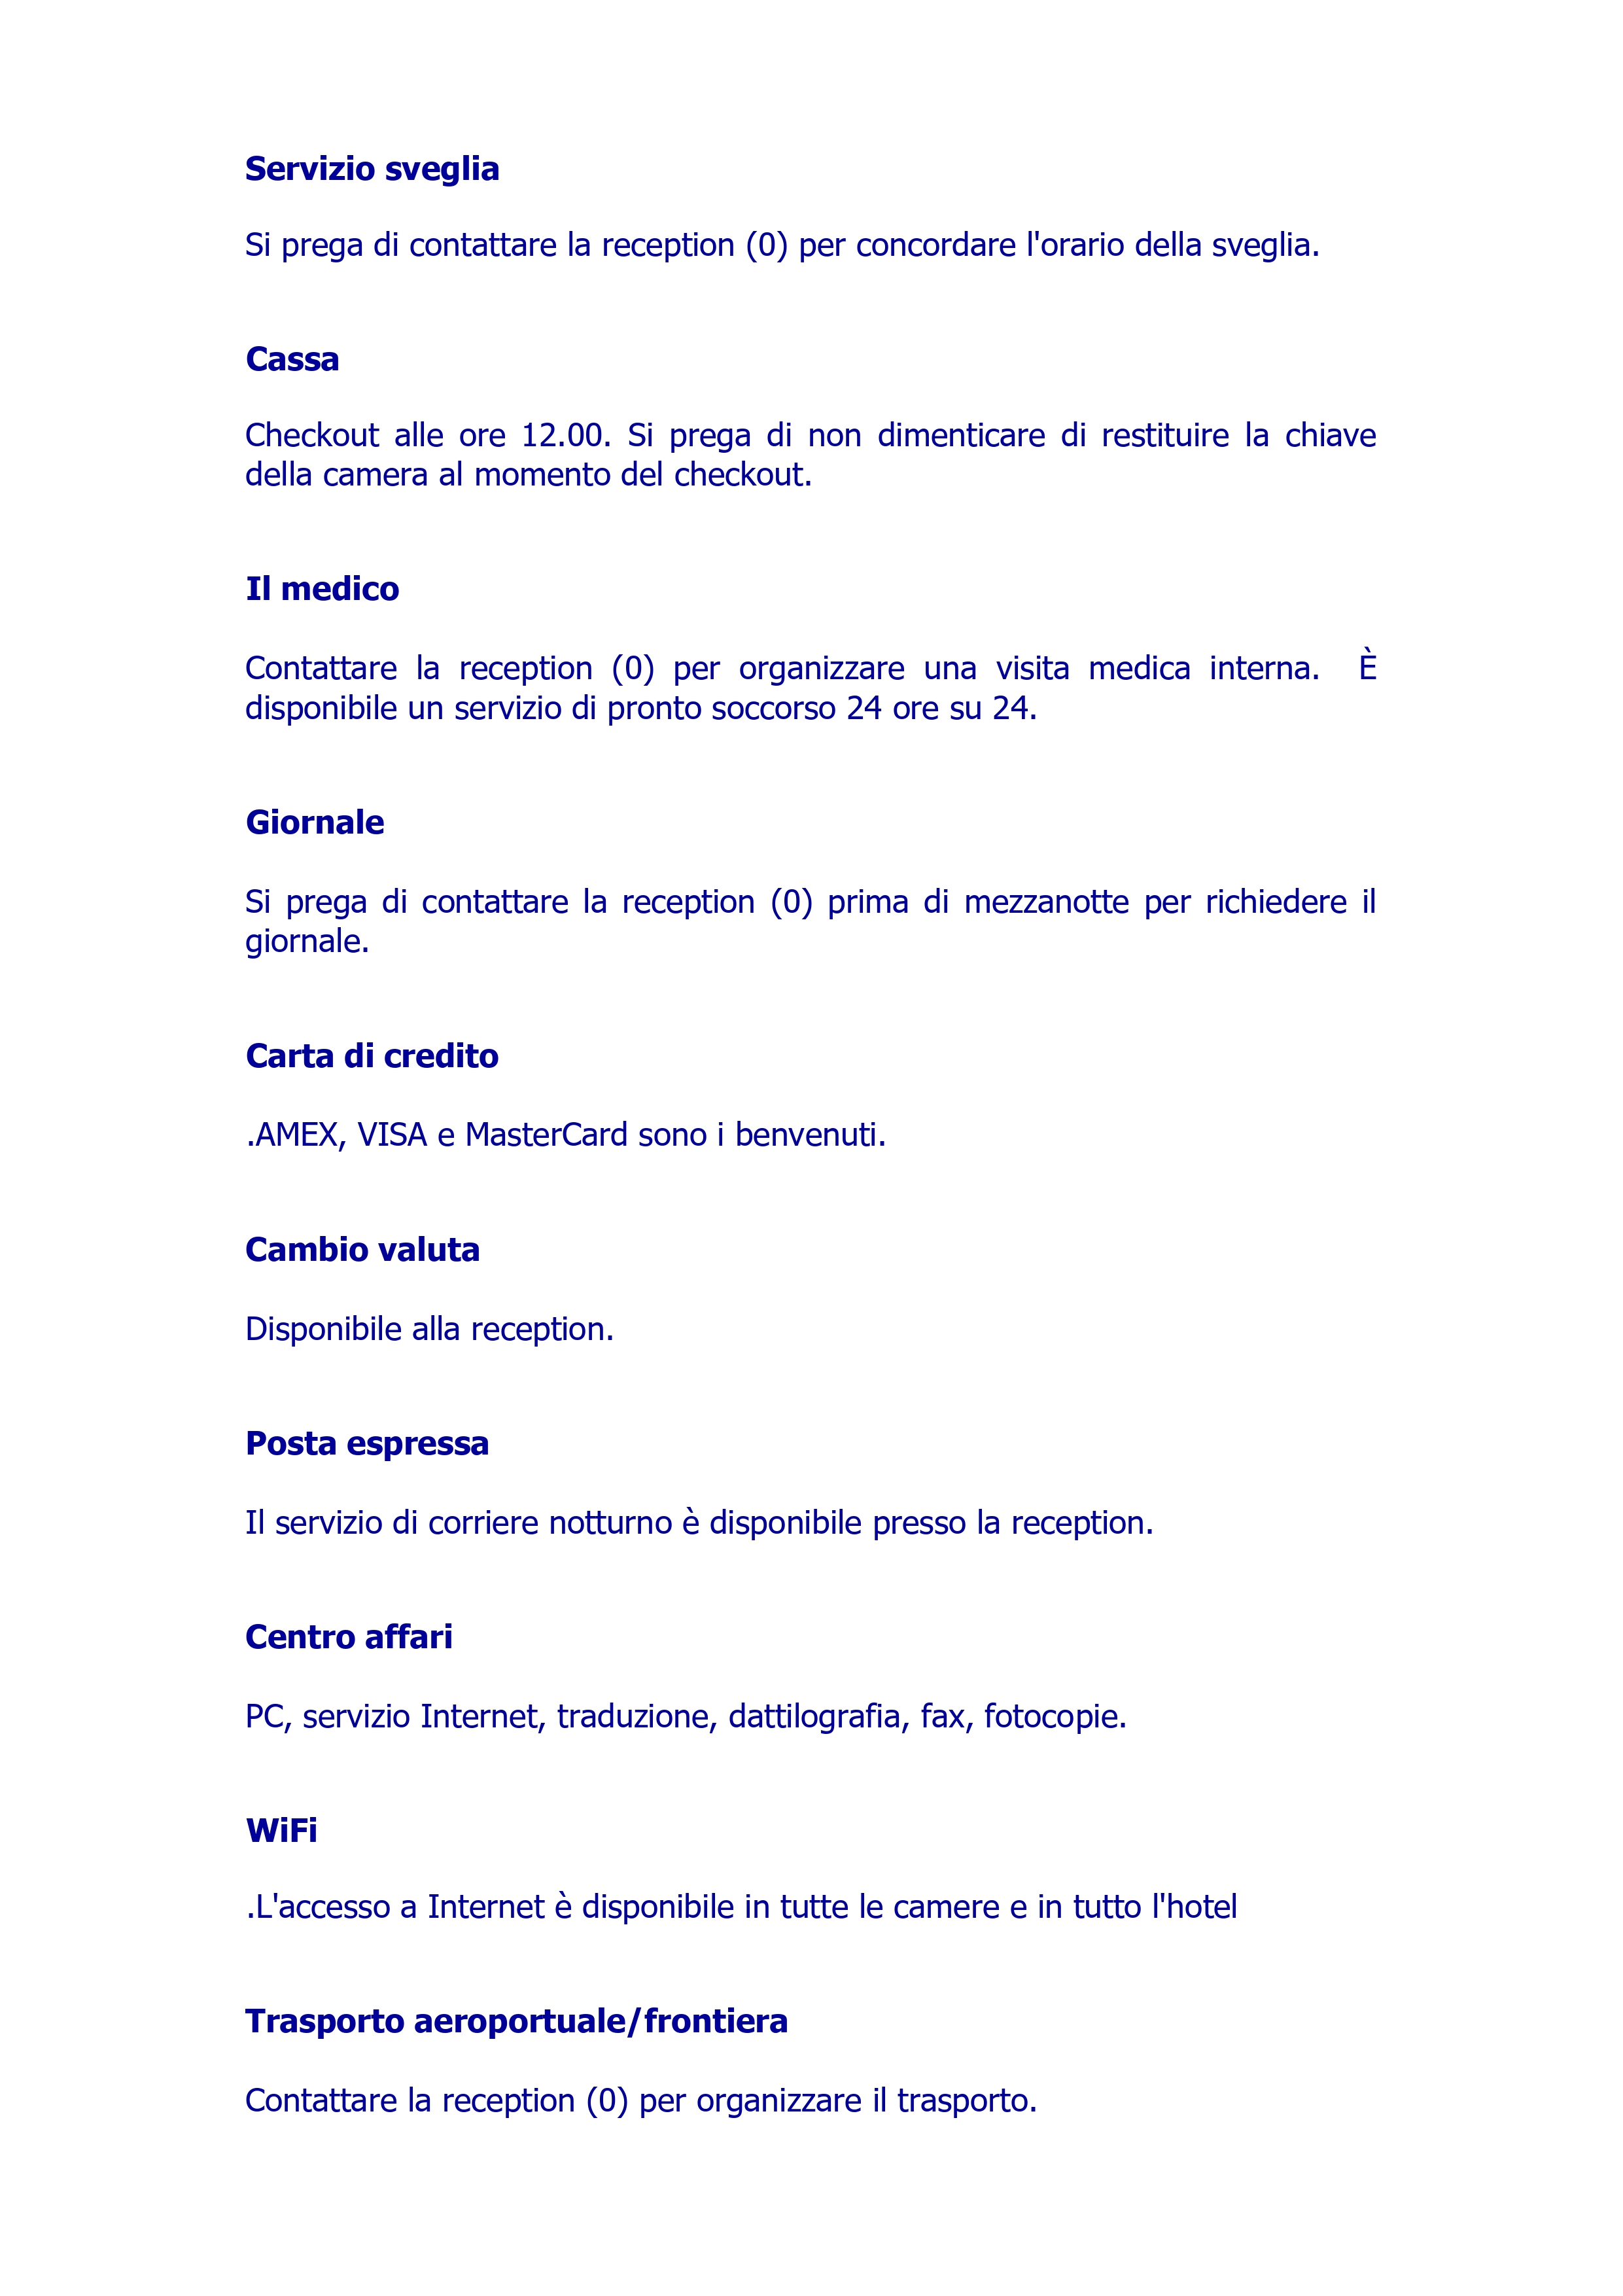 Servizio sveglia
Si prega di contattare la reception (0) per concordare l'orario della sveglia.
Cassa
Checkout alle ore 12.00. Si prega di non dimenticare di restituire la chiave
della camera al momento del checkout.
Il medico
Contattare la reception (0) per organizzare una visita medica interna.  È
disponibile un servizio di pronto soccorso 24 ore su 24.
Giornale
Si prega di contattare la reception (0) prima di mezzanotte per richiedere il
giornale.
Carta di credito
.AMEX, VISA e MasterCard sono i benvenuti.
Cambio valuta
Disponibile alla reception.
Posta espressa
Il servizio di corriere notturno è disponibile presso la reception.
Centro affari
PC, servizio Internet, traduzione, dattilografia, fax, fotocopie.
WiFi
.L'accesso a Internet è disponibile in tutte le camere e in tutto l'hotel
Trasporto aeroportuale/frontiera
Contattare la reception (0) per organizzare il trasporto.